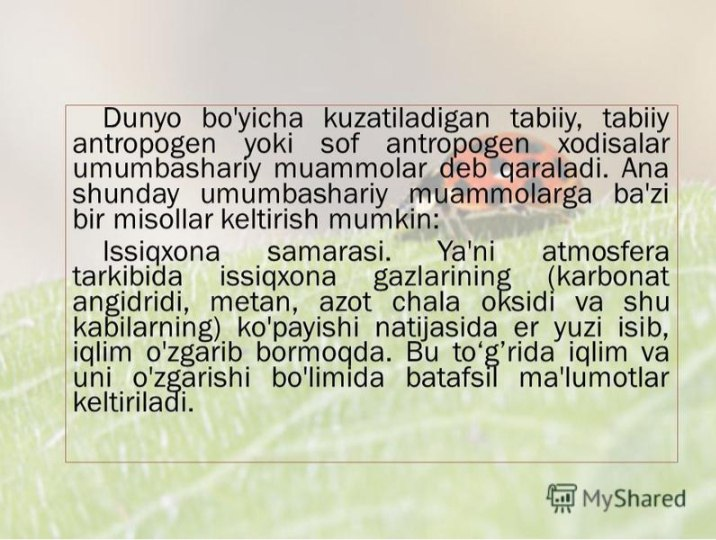 Dunyo bo'yicha kuzatiladigan tabiiy, tabiiy
antropogen yoki sof antropogen xodisalar
umumbashariy muammolar deb qaraladi. Ana
shunday umumbashariy muammolarga ba'zi
bir misollar keltirish mumkin:
Issiqxona samarasi. Ya'ni atmosfera
tarkibida issiqxona gazlarining (karbonat
angidridi, metan, azot chala oksidi va shu
kabilarning) ko'payishi natijasida er yuzi isib,
iqlim o'zgarib bormoqda. Bu to‘g’rida iqlim va
uni o'zgarishi bo'limida batafsil ma'lumotlar
keltiriladi.
MyShared